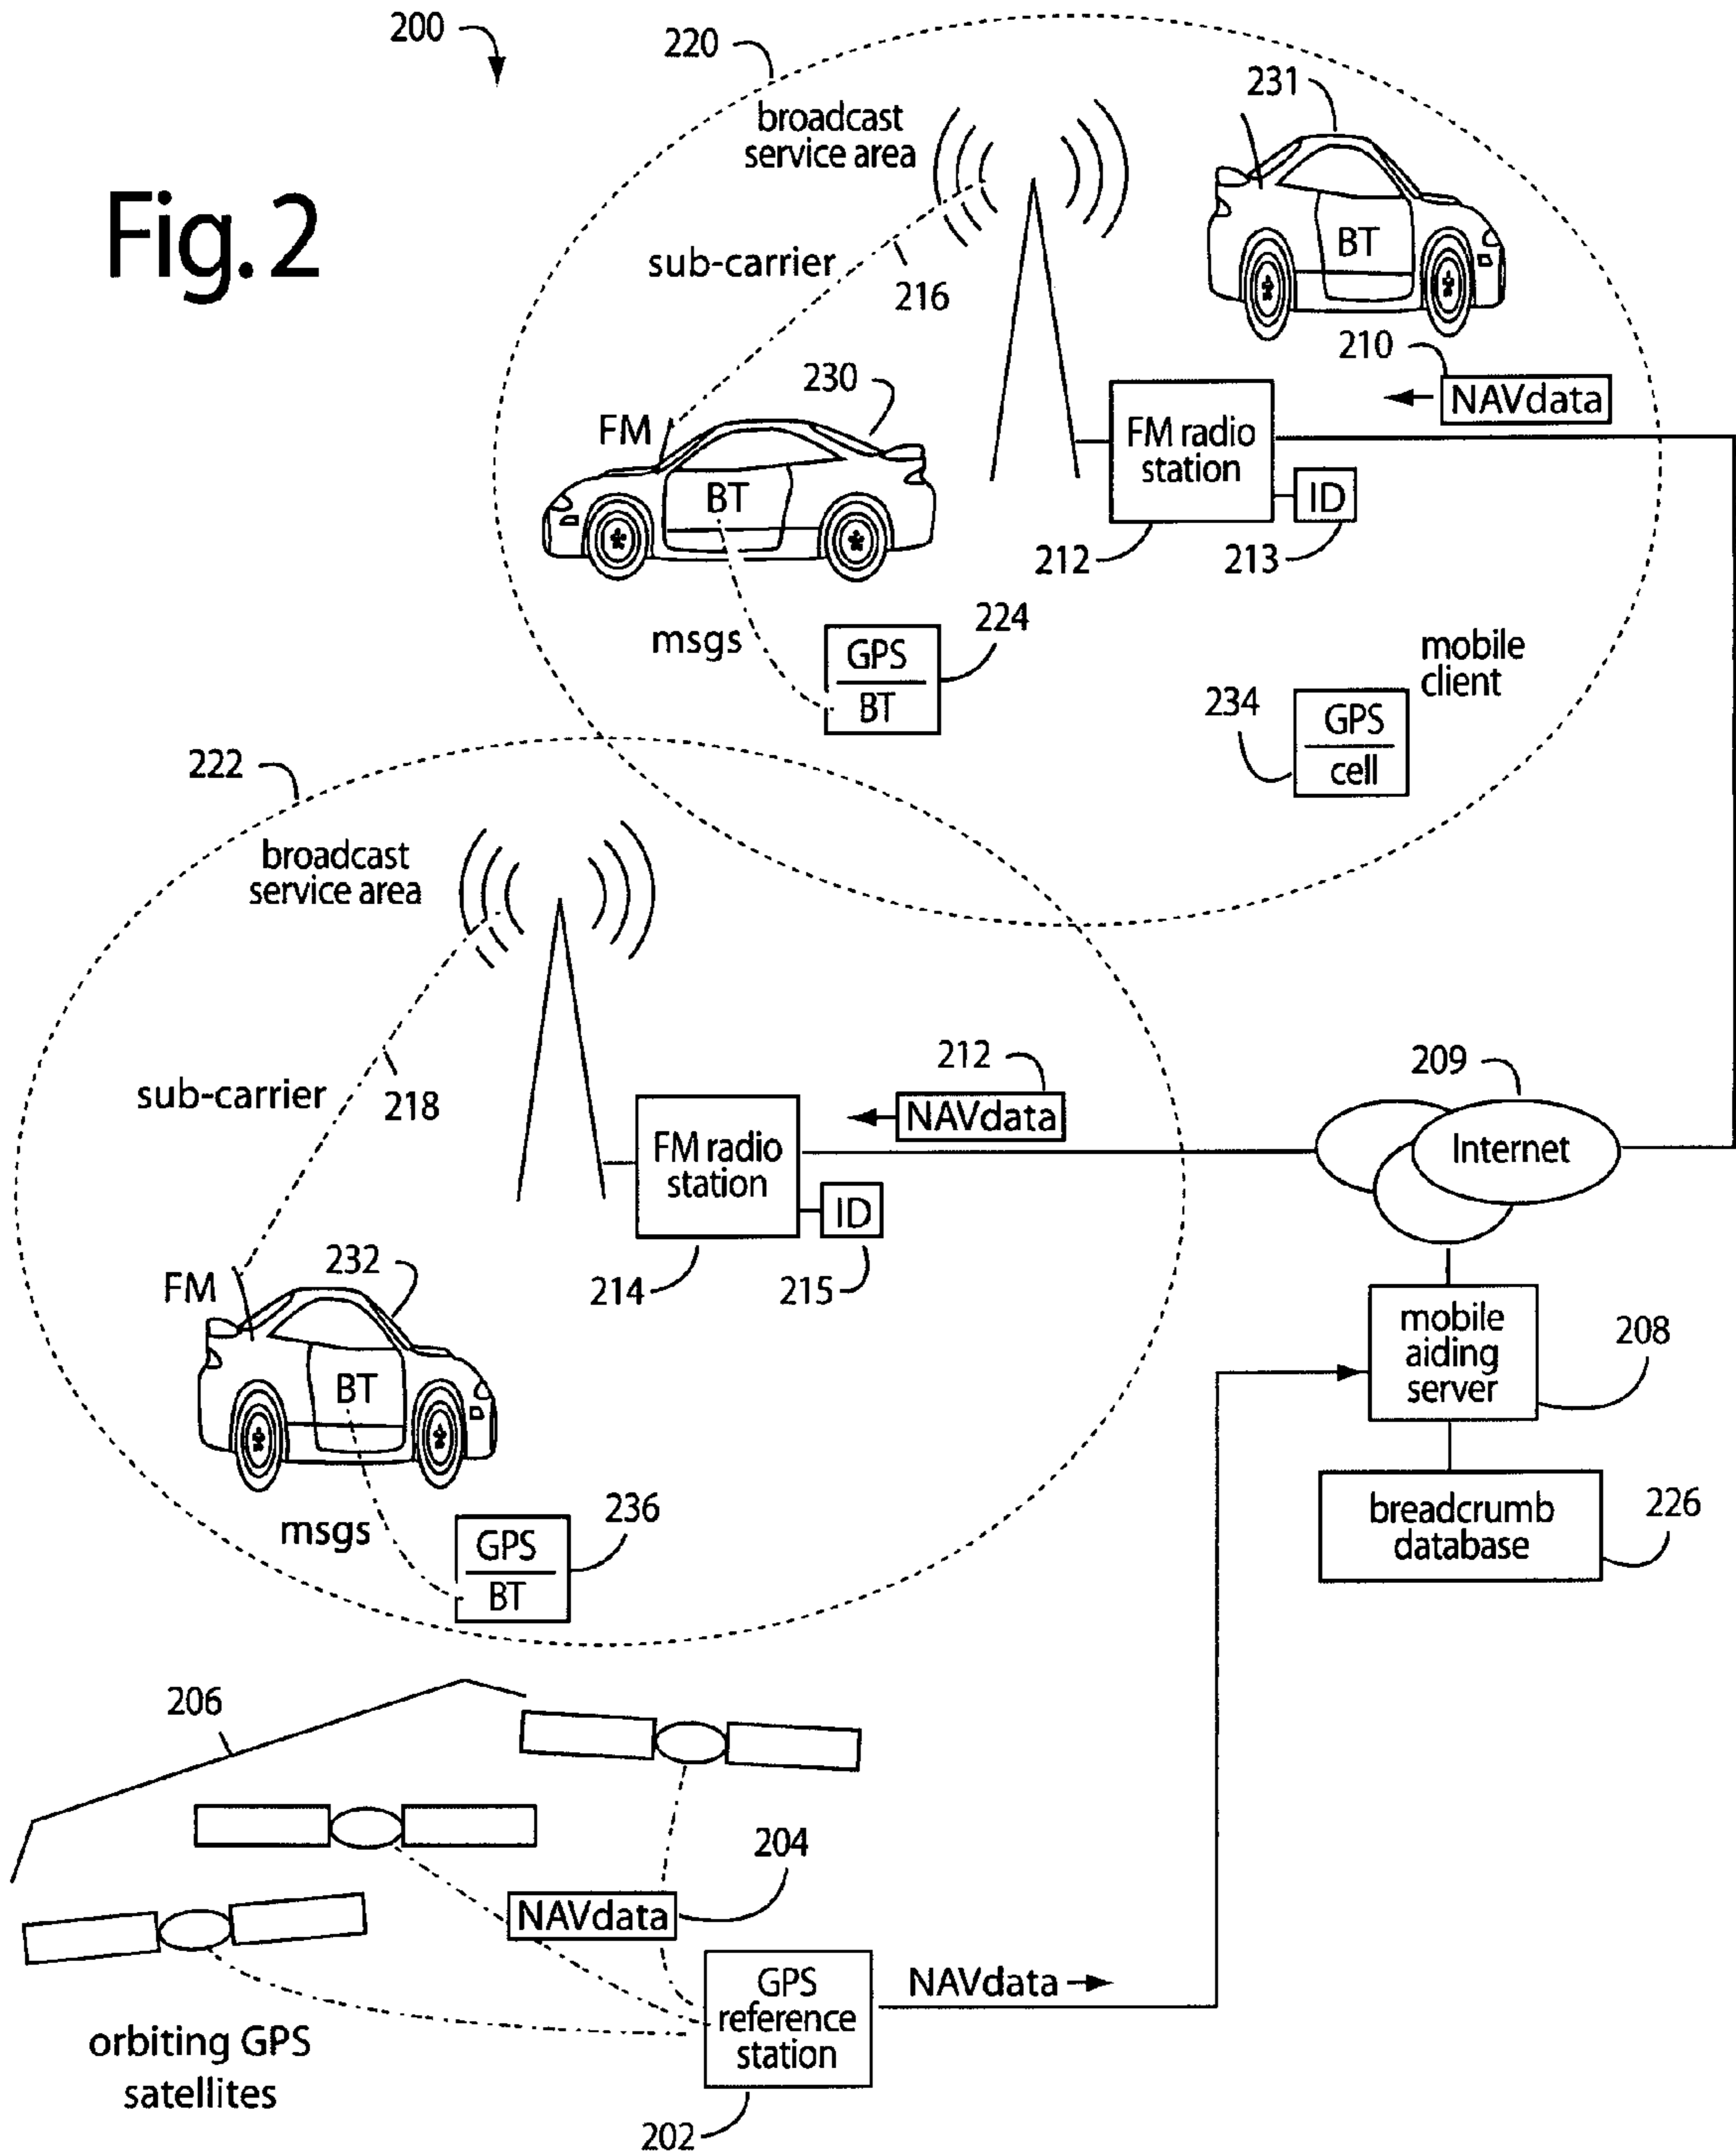 200
220
231
broadcast
service area
Fig. 2
BT
sub-carrier
216
210
NAVdata
230
FM
FM radio
station
BT
ID
212
213
224
msgs
GPS
BT
mobile
client
234
GPS
cell
222
broadcast
service area
212
209
sub-carrier
218
NAVdata
FM radio
station
Internet
ID
232
FM
214
215
mobile
aiding
server
208
BT
breadcrumb
database
226
236
msgs
GPS
BT
206
204
NAVdata
GPS
reference
station
NAVdata
orbiting GPS
satellites
202